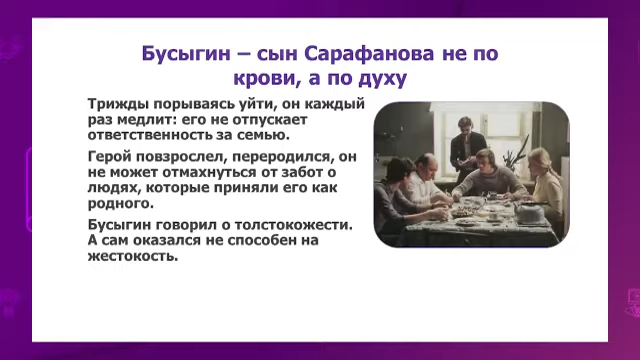 Бусыгин – сын Сарафанова не по
крови, а по духу
Трижды порываясь уйти, он каждый
раз медлит: его не отпускает
ответственность за семью.
Герой повзрослел, переродился, он
не может отмахнуться от забот о
людях, которые приняли его как
родного.
Бусыгин говорил о толстокожести.
А сам оказался не способен на
жестокость.